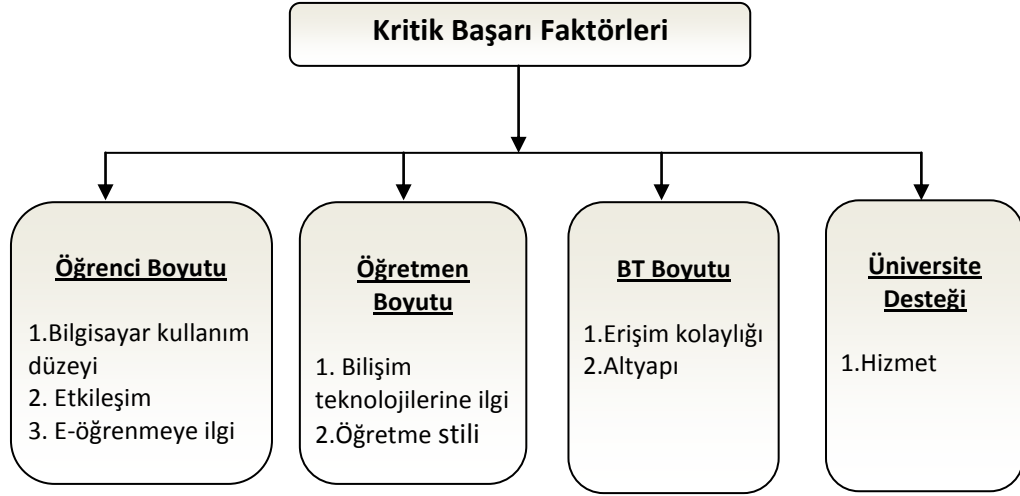 Kritik Başarı Faktörleri
Öğrenci Boyutu
1.Bilgisayar kullanım
düzeyi
2. Etkileşim
3. E-öğrenmeye ilgi
Öğretmen
Boyutu
1. Bilişim
teknolojilerine ilgi
2.Öğretme stili
BT Boyutu
1.Erişim kolaylığı
2.Altyapı
Üniversite
Desteği
1.Hizmet